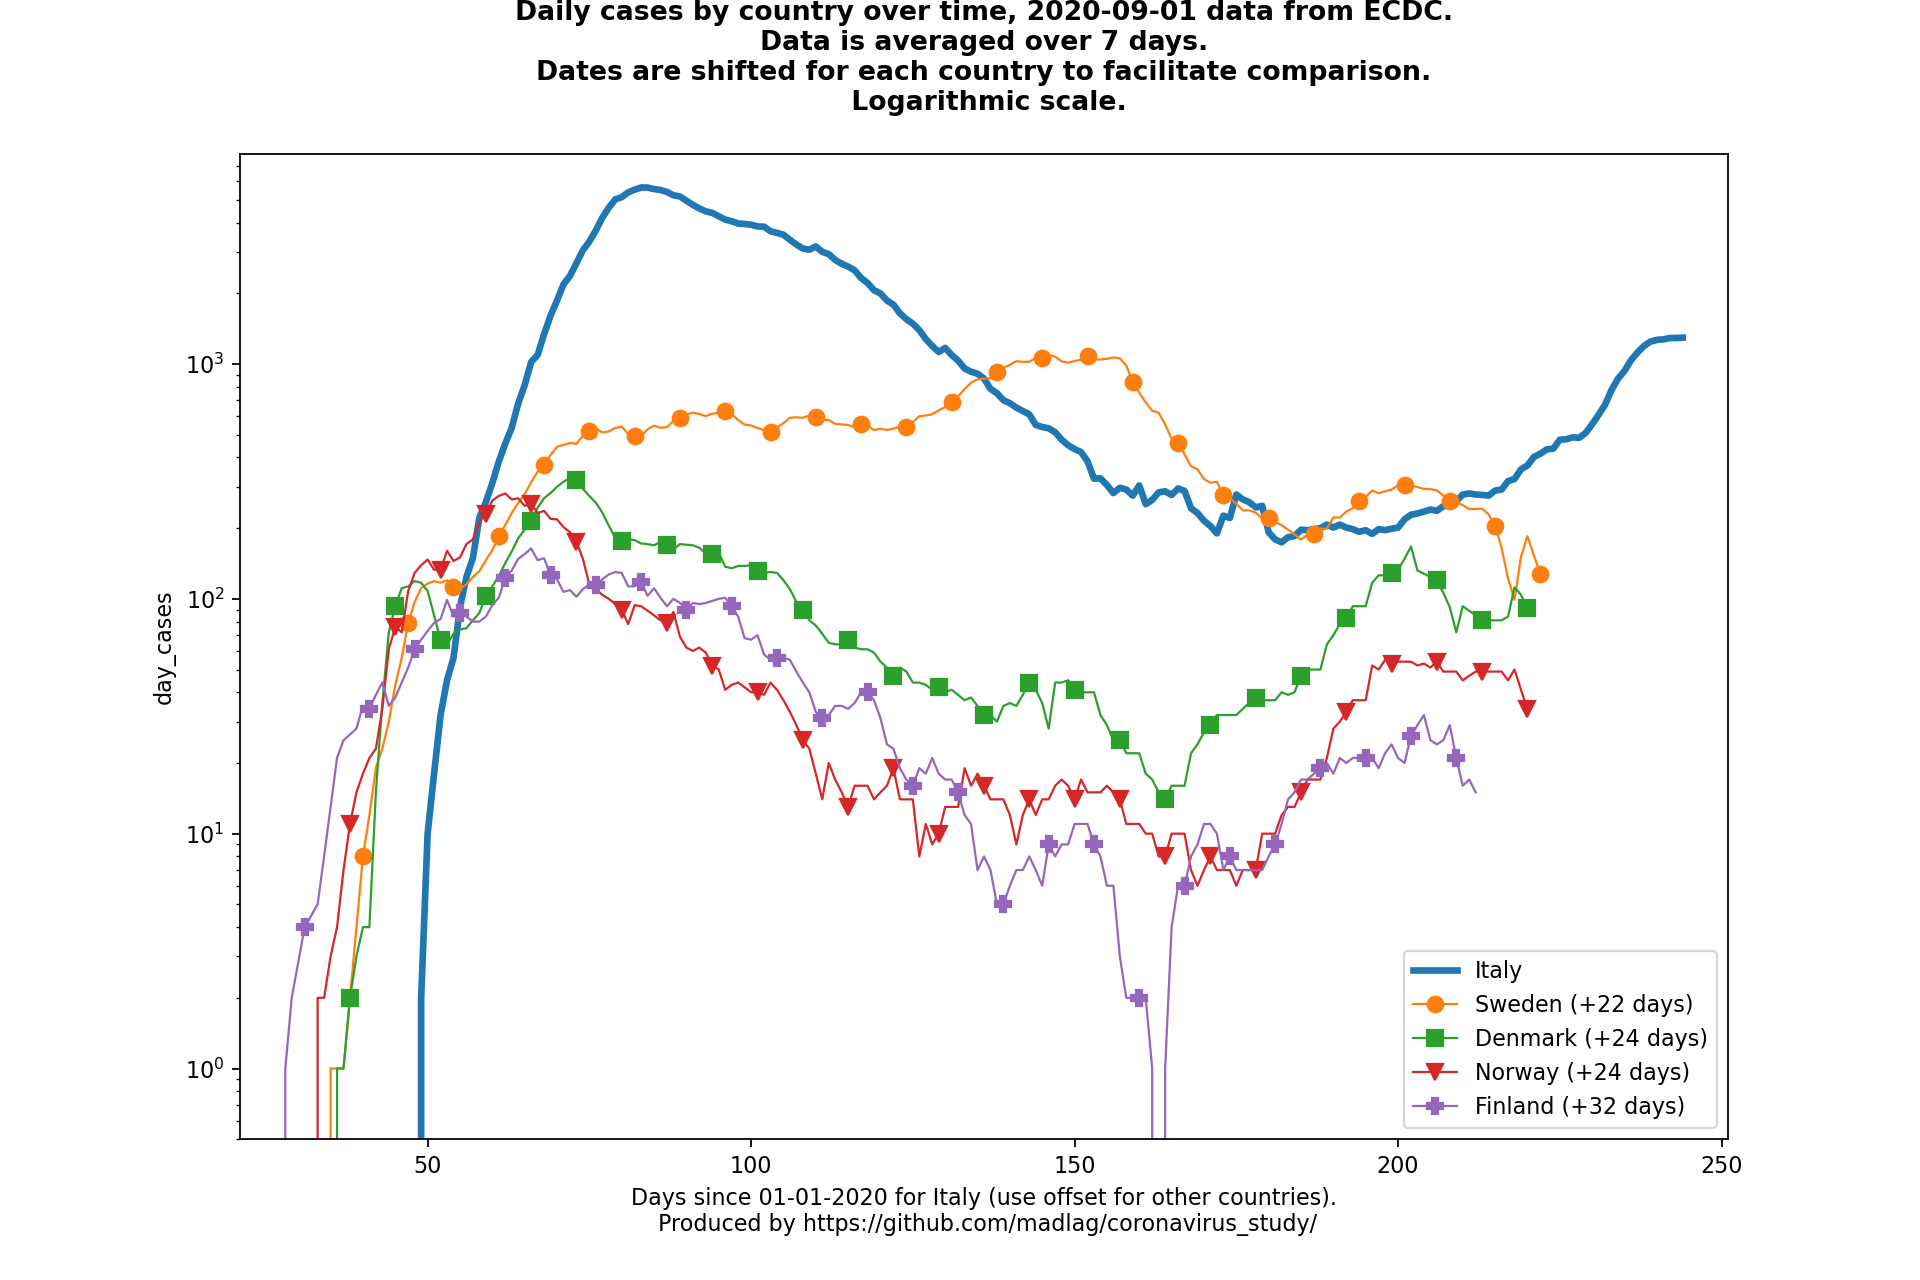 Daily cases by country over time, 2020-09-01 data from ECDC.
Data is averaged over 7 days.
Dates are shifted for each country to facilitate comparison.
Logarithmic scale.
day_cases
10³
10²
10¹
10⁰
50
100
150
200
250
Italy
Sweden (+22 days)
Denmark (+24 days)
Norway (+24 days)
Finland (+32 days)
Days since 01-01-2020 for Italy (use offset for other countries).
Produced by https://github.com/madlag/coronavirus_study/